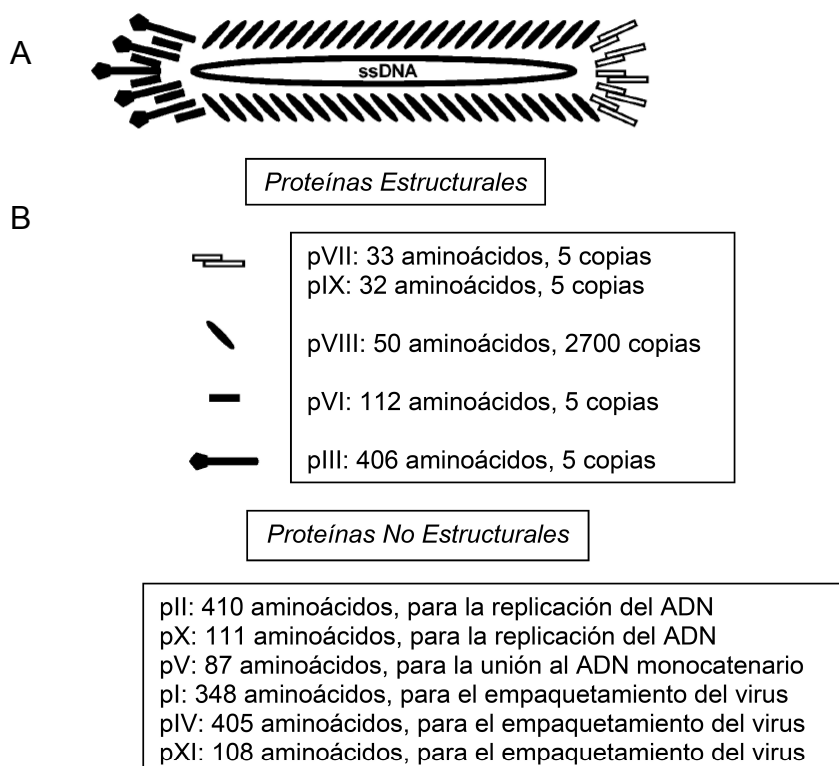 A
ssDNA
Proteínas Estructurales
B
pVII: 33 aminoácidos, 5 copias
pIX: 32 aminoácidos, 5 copias
pVIII: 50 aminoácidos, 2700 copias
pVI: 112 aminoácidos, 5 copias
pIII: 406 aminoácidos, 5 copias
Proteínas No Estructurales
pII: 410 aminoácidos, para la replicación del ADN
pX: 111 aminoácidos, para la replicación del ADN
pV: 87 aminoácidos, para la unión al ADN monocatenario
pI: 348 aminoácidos, para el empaquetamiento del virus
pIV: 405 aminoácidos, para el empaquetamiento del virus
pXI: 108 aminoácidos, para el empaquetamiento del virus